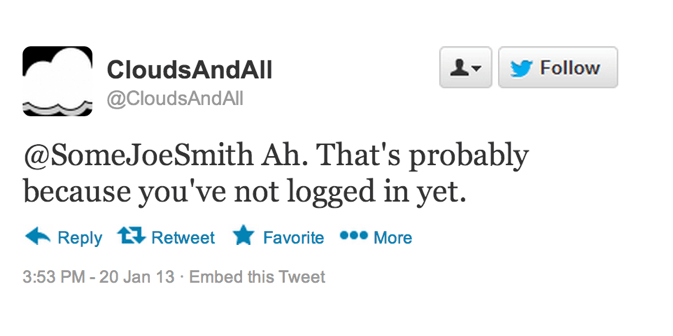 CloudsAndAll
@CloudsAndAll
Follow
@SomeJoeSmith Ah. That's probably
because you've not logged in yet.
Reply Retweet Favorite More
3:53 PM - 20 Jan 13 · Embed this Tweet